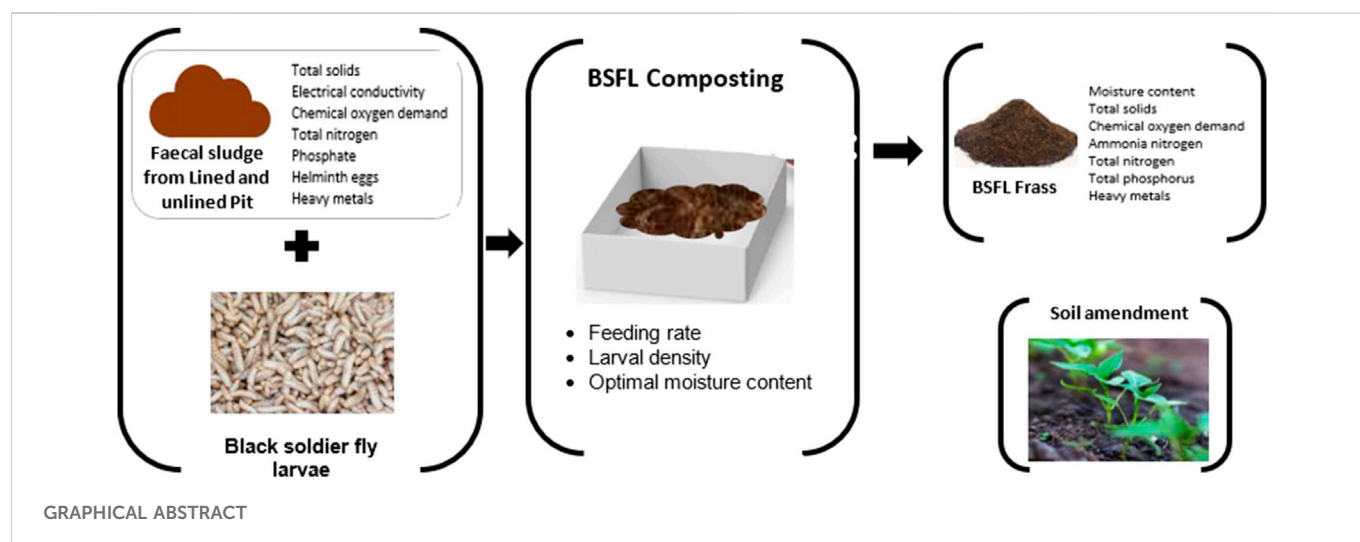 Total solids
Electrical conductivity
Chemical oxygen demand
Total nitrogen
Phosphate
Helminth eggs
Heavy metals
Faecal sludge
from Lined and
unlined Pit
+
Black soldier fly
larvae
BSFL Composting
• Feeding rate
• Larval density
• Optimal moisture content
BSFL Frass
Moisture content
Total solids
Chemical oxygen demand
Ammonia nitrogen
Total nitrogen
Total phosphorus
Heavy metals
Soil amendment
GRAPHICAL ABSTRACT